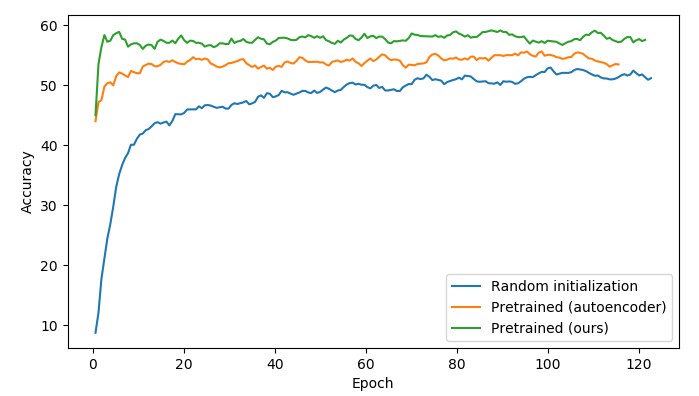 60
50
40
30
20
10
Accuracy
0
20
40
60
80
100
120
Epoch
Random initialization
Pretrained (autoencoder)
Pretrained (ours)